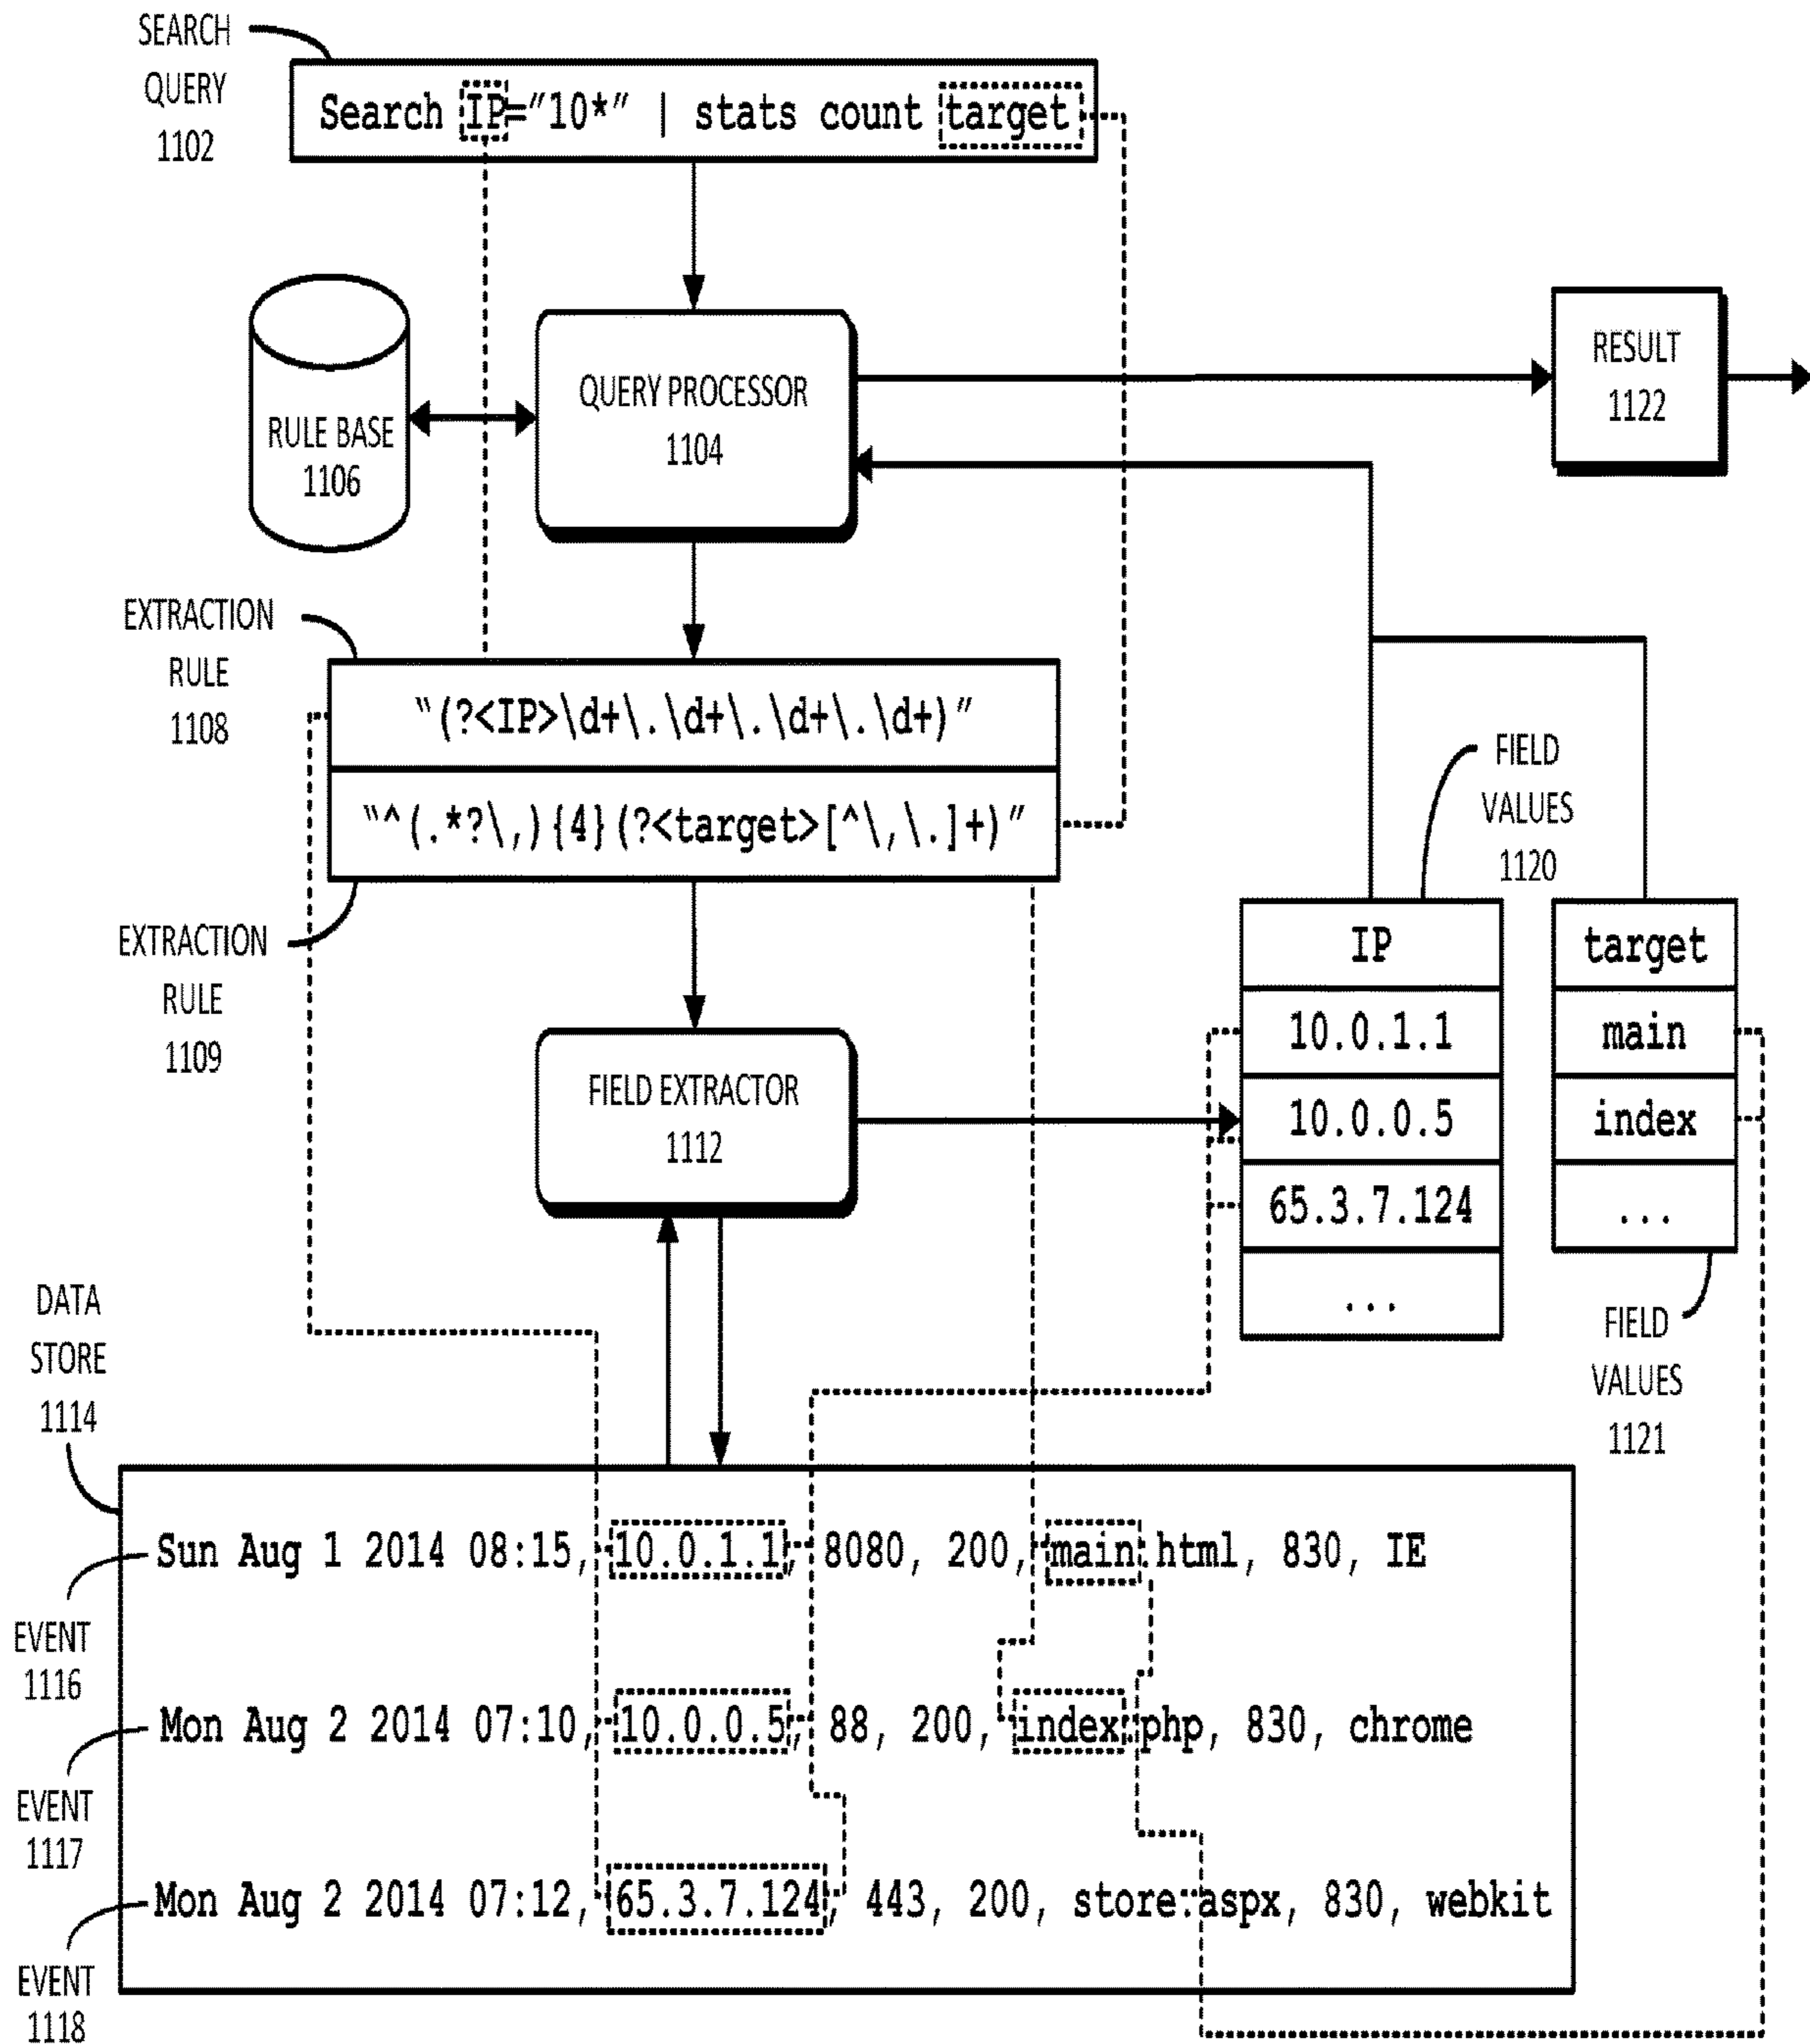 SEARCH
QUERY
1102
Search IP="10*" | stats count target
RULE BASE
1106
QUERY PROCESSOR
1104
RESULT
1122
EXTRACTION
RULE
1108
"(?<IP>\d+\.\d+\.\d+\.\d+)"
"^(.*?\,){4}(?<target>[^\,\.]+)"
EXTRACTION
RULE
1109
FIELD
VALUES
1120
IP
10.0.1.1
10.0.0.5
65.3.7.124
...
target
main
index
...
FIELD
VALUES
1121
FIELD EXTRACTOR
1112
DATA
STORE
1114
Sun Aug 1 2014 08:15, 10.0.1.1, 8080, 200, main.html, 830, IE
EVENT
1116
Mon Aug 2 2014 07:10, 10.0.0.5, 88, 200, index.php, 830, chrome
EVENT
1117
Mon Aug 2 2014 07:12, 65.3.7.124, 443, 200, store.aspx, 830, webkit
EVENT
1118